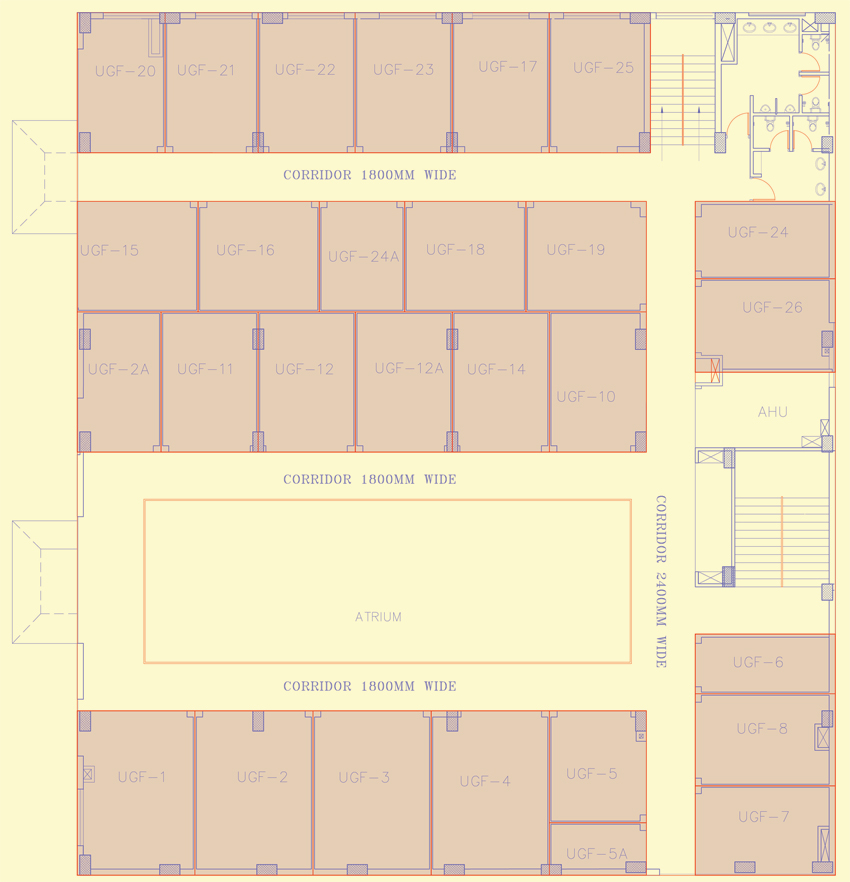 UGF-20 UGF-21 UGF-22 UGF-23 UGF-17 UGF-25
CORRIDOR 1800MM WIDE
UGF-15 UGF-16 UGF-24A UGF-18 UGF-19 UGF-24
UGF-26
UGF-2A UGF-11 UGF-12 UGF-12A UGF-14 UGF-10
AHU
CORRIDOR 1800MM WIDE
CORRIDOR 2400MM WIDE
ATRIUM
CORRIDOR 1800MM WIDE
UGF-6
UGF-8
UGF-1 UGF-2 UGF-3 UGF-4 UGF-5
UGF-7
UGF-5A